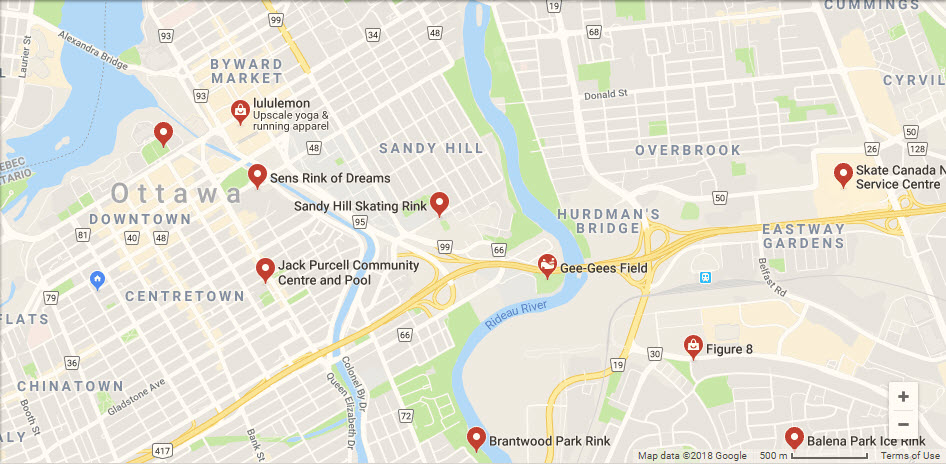 CUMMINGS
99
34
48
68
Laurier St
Alexandra Bridge
93
BYWARD
MARKET
CYRVIL
Donald St
93
lululemon
Upscale yoga &
running apparel
48
SANDY HILL
OVERBROOK
50
26
128
QUEBEC
ONTARIO
Sens Rink of Dreams
Skate Canada N
Service Centre
Ottawa
Sandy Hill Skating Rink
DOWNTOWN
95
HURDMAN'S
BRIDGE
50
EASTWAY
GARDENS
81
40
48
99
66
Jack Purcell Community
Centre and Pool
Gee-Gees Field
Belfast Rd
79
CENTRETOWN
Rideau River
FLATS
66
30
Figure 8
36
19
CHINATOWN
Gladstone Ave
Colonel By Dr
Queen Elizabeth Dr
Booth St
72
ALY
Bank St
417
Brantwood Park Rink
Balena Park Ice Rink
+
−
Map data ©2018 Google
500 m
Terms of Use